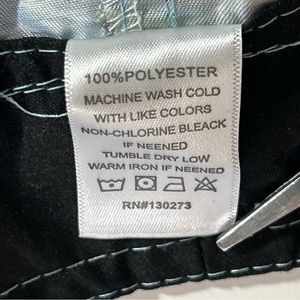 100%POLYESTER
MACHINE WASH COLD
WITH LIKE COLORS
NON-CHLORINE BLEACK
IF NEENED
TUMBLE DRY LOW
WARM IRON IF NEENED
RN#130273